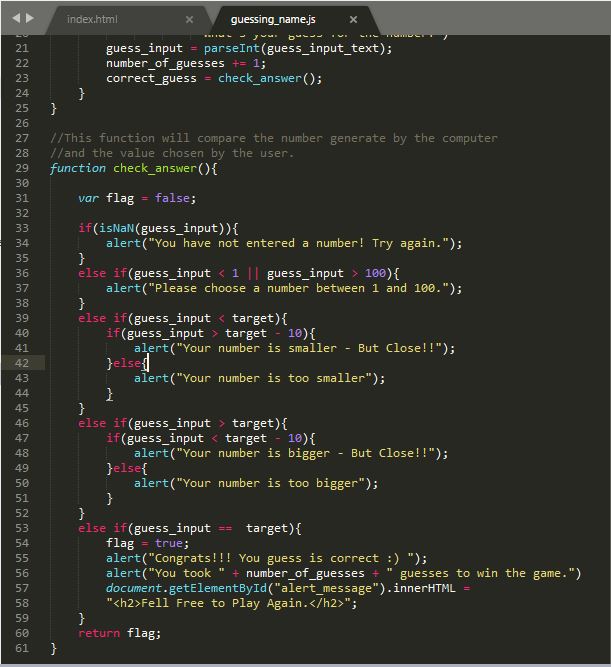 index.html × guessing_name.js ×
20 What's your guess for the number?")
21 guess_input = parseInt(guess_input_text);
22 number_of_guesses += 1;
23 correct_guess = check_answer();
24 }
25 }
26
27 //This function will compare the number generate by the computer
28 //and the value chosen by the user.
29 function check_answer(){
30
31 var flag = false;
32
33 if(isNaN(guess_input)){
34 alert("You have not entered a number! Try again.");
35 }
36 else if(guess_input < 1 || guess_input > 100){
37 alert("Please choose a number between 1 and 100.");
38 }
39 else if(guess_input < target){
40 if(guess_input > target - 10){
41 alert("Your number is smaller - But Close!!");
42 }else{
43 alert("Your number is too smaller");
44 }
45 }
46 else if(guess_input > target){
47 if(guess_input < target - 10){
48 alert("Your number is bigger - But Close!!");
49 }else{
50 alert("Your number is too bigger");
51 }
52 }
53 else if(guess_input == target){
54 flag = true;
55 alert("Congrats!!! You guess is correct :) ");
56 alert("You took " + number_of_guesses + " guesses to win the game.")
57 document.getElementById("alert_message").innerHTML =
58 "<h2>Fell Free to Play Again.</h2>";
59 }
60 return flag;
61 }